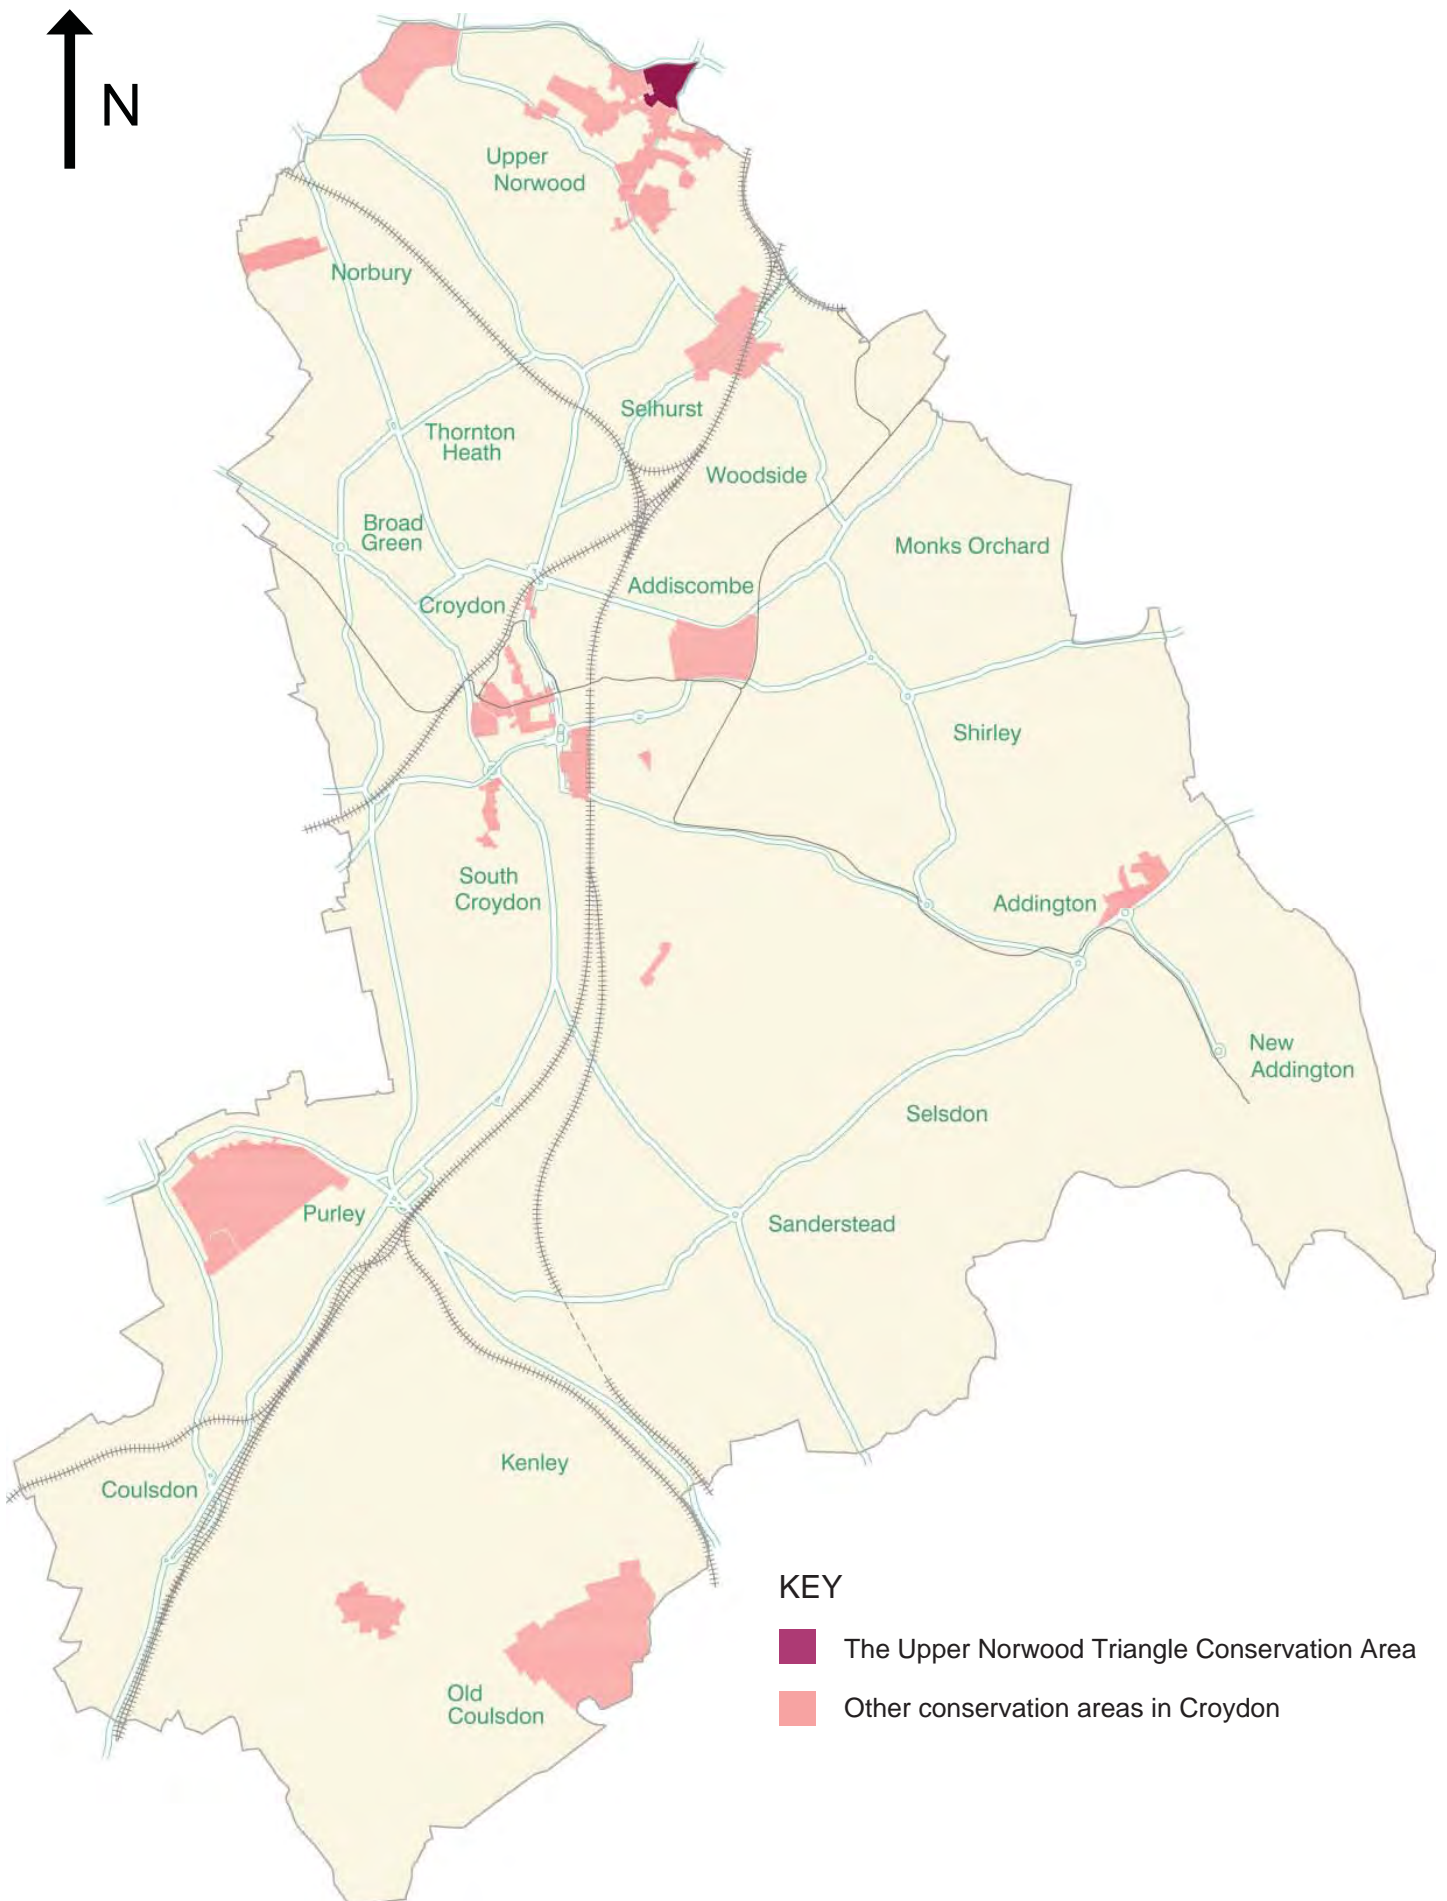 N
Upper
Norwood
Norbury
Selhurst
Thornton
Heath
Woodside
Broad
Green
Monks Orchard
Addiscombe
Croydon
Shirley
South
Croydon
Addington
New
Addington
Selsdon
Purley
Sanderstead
Kenley
Coulsdon
Old
Coulsdon
KEY
The Upper Norwood Triangle Conservation Area
Other conservation areas in Croydon